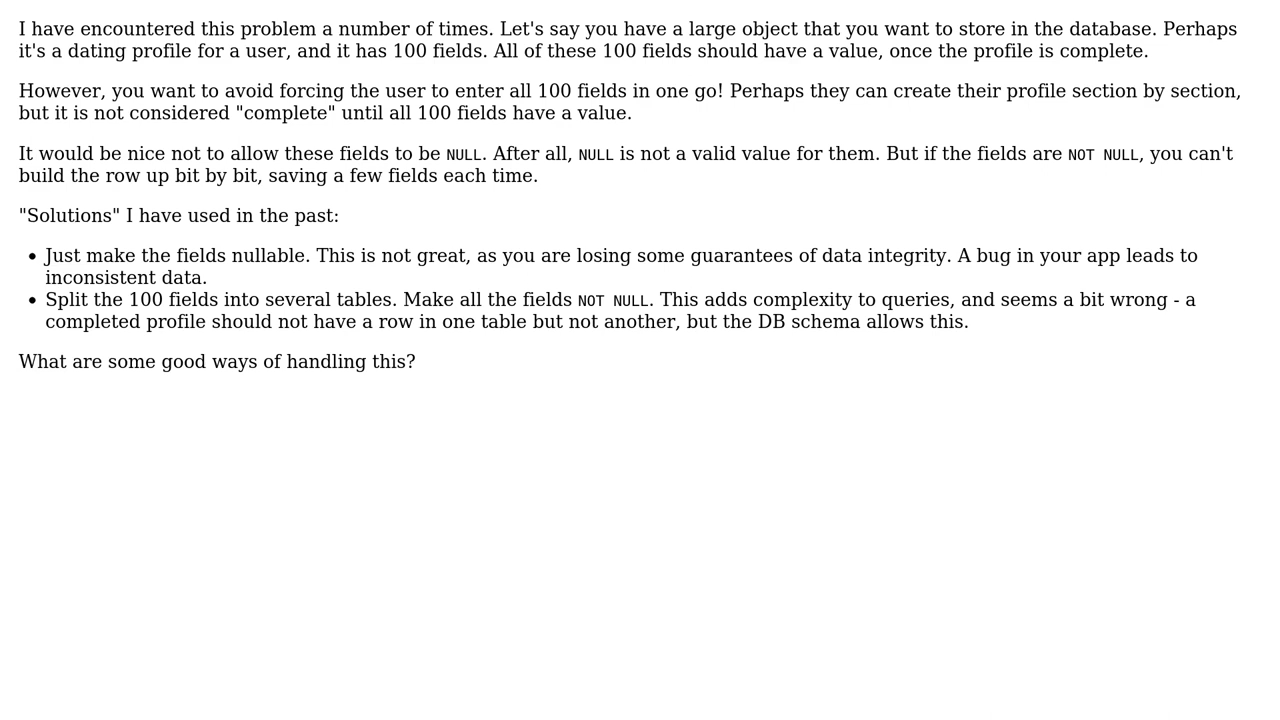 I have encountered this problem a number of times. Let's say you have a large object that you want to store in the database. Perhaps
it's a dating profile for a user, and it has 100 fields. All of these 100 fields should have a value, once the profile is complete.
However, you want to avoid forcing the user to enter all 100 fields in one go! Perhaps they can create their profile section by section,
but it is not considered "complete" until all 100 fields have a value.
It would be nice not to allow these fields to be NULL. After all, NULL is not a valid value for them. But if the fields are NOT NULL, you can't
build the row up bit by bit, saving a few fields each time.
"Solutions" I have used in the past:
• Just make the fields nullable. This is not great, as you are losing some guarantees of data integrity. A bug in your app leads to
inconsistent data.
• Split the 100 fields into several tables. Make all the fields NOT NULL. This adds complexity to queries, and seems a bit wrong - a
completed profile should not have a row in one table but not another, but the DB schema allows this.
What are some good ways of handling this?